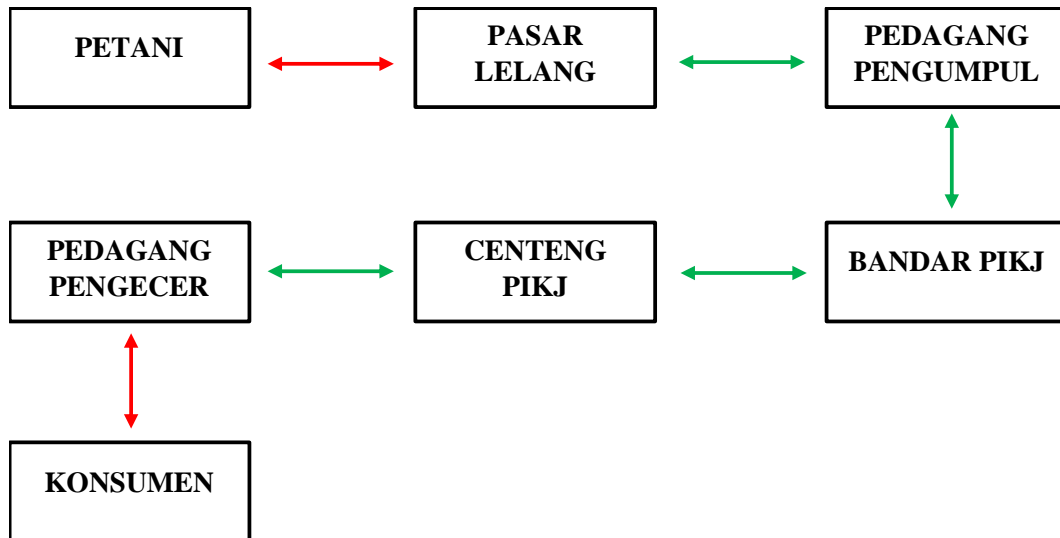 PETANI
PASAR
LELANG
PEDAGANG
PENGUMPUL
PEDAGANG
PENGECER
CENTENG
PIKJ
BANDAR PIKJ
KONSUMEN